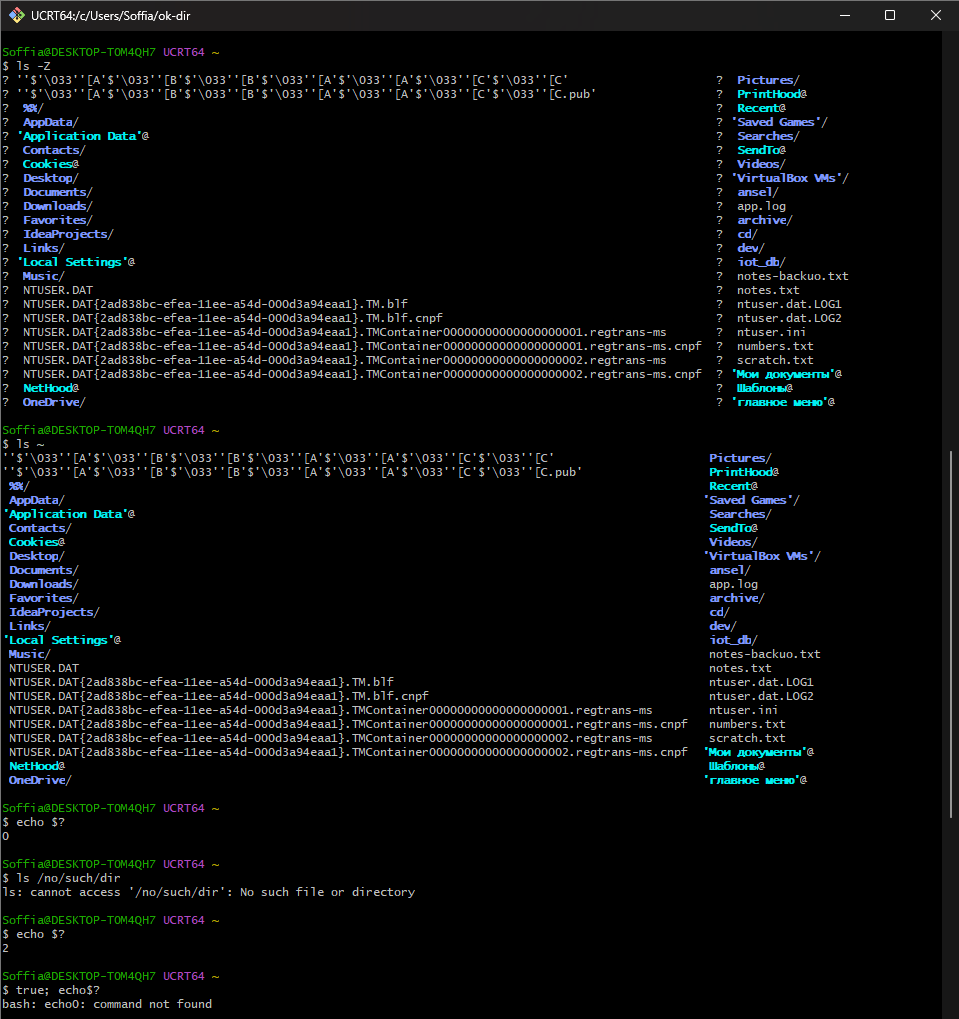 UCRT64:/c/Users/Soffia/ok-dir
Soffia@DESKTOP-TOM4QH7 UCRT64 ~
$ ls -Z
? ''$'\033''[A'$'\033''[B'$'\033''[B'$'\033''[A'$'\033''[A'$'\033''[C'$'\033''[C' ? Pictures/
? ''$'\033''[A'$'\033''[B'$'\033''[B'$'\033''[A'$'\033''[A'$'\033''[C'$'\033''[C.pub' ? PrintHood@
? %%/ ? Recent@
? AppData/ ? 'Saved Games'/
? 'Application Data'@ ? Searches/
? Contacts/ ? SendTo@
? Cookies@ ? Videos/
? Desktop/ ? 'VirtualBox VMs'/
? Documents/ ? ansel/
? Downloads/ ? app.log
? Favorites/ ? archive/
? IdeaProjects/ ? cd/
? Links/ ? dev/
? 'Local Settings'@ ? iot_db/
? Music/ ? notes-backuo.txt
? NTUSER.DAT ? notes.txt
? NTUSER.DAT{2ad838bc-efea-11ee-a54d-000d3a94eaa1}.TM.blf ? ntuser.dat.LOG1
? NTUSER.DAT{2ad838bc-efea-11ee-a54d-000d3a94eaa1}.TM.blf.cnpf ? ntuser.dat.LOG2
? NTUSER.DAT{2ad838bc-efea-11ee-a54d-000d3a94eaa1}.TMContainer00000000000000000001.regtrans-ms ? ntuser.ini
? NTUSER.DAT{2ad838bc-efea-11ee-a54d-000d3a94eaa1}.TMContainer00000000000000000001.regtrans-ms.cnpf ? numbers.txt
? NTUSER.DAT{2ad838bc-efea-11ee-a54d-000d3a94eaa1}.TMContainer00000000000000000002.regtrans-ms ? scratch.txt
? NTUSER.DAT{2ad838bc-efea-11ee-a54d-000d3a94eaa1}.TMContainer00000000000000000002.regtrans-ms.cnpf ? 'Мои документы'@
? NetHood@ ? Шаблоны@
? OneDrive/ ? 'главное меню'@
Soffia@DESKTOP-TOM4QH7 UCRT64 ~
$ ls ~
''$'\033''[A'$'\033''[B'$'\033''[B'$'\033''[A'$'\033''[A'$'\033''[C'$'\033''[C' Pictures/
''$'\033''[A'$'\033''[B'$'\033''[B'$'\033''[A'$'\033''[A'$'\033''[C'$'\033''[C.pub' PrintHood@
%%/ Recent@
AppData/ 'Saved Games'/
'Application Data'@ Searches/
Contacts/ SendTo@
Cookies@ Videos/
Desktop/ 'VirtualBox VMs'/
Documents/ ansel/
Downloads/ app.log
Favorites/ archive/
IdeaProjects/ cd/
Links/ dev/
'Local Settings'@ iot_db/
Music/ notes-backuo.txt
NTUSER.DAT notes.txt
NTUSER.DAT{2ad838bc-efea-11ee-a54d-000d3a94eaa1}.TM.blf ntuser.dat.LOG1
NTUSER.DAT{2ad838bc-efea-11ee-a54d-000d3a94eaa1}.TM.blf.cnpf ntuser.dat.LOG2
NTUSER.DAT{2ad838bc-efea-11ee-a54d-000d3a94eaa1}.TMContainer00000000000000000001.regtrans-ms ntuser.ini
NTUSER.DAT{2ad838bc-efea-11ee-a54d-000d3a94eaa1}.TMContainer00000000000000000001.regtrans-ms.cnpf numbers.txt
NTUSER.DAT{2ad838bc-efea-11ee-a54d-000d3a94eaa1}.TMContainer00000000000000000002.regtrans-ms scratch.txt
NTUSER.DAT{2ad838bc-efea-11ee-a54d-000d3a94eaa1}.TMContainer00000000000000000002.regtrans-ms.cnpf 'Мои документы'@
NetHood@ Шаблоны@
OneDrive/ 'главное меню'@
Soffia@DESKTOP-TOM4QH7 UCRT64 ~
$ echo $?
0
Soffia@DESKTOP-TOM4QH7 UCRT64 ~
$ ls /no/such/dir
ls: cannot access '/no/such/dir': No such file or directory
Soffia@DESKTOP-TOM4QH7 UCRT64 ~
$ echo $?
2
Soffia@DESKTOP-TOM4QH7 UCRT64 ~
$ true; echo$?
bash: echo0: command not found